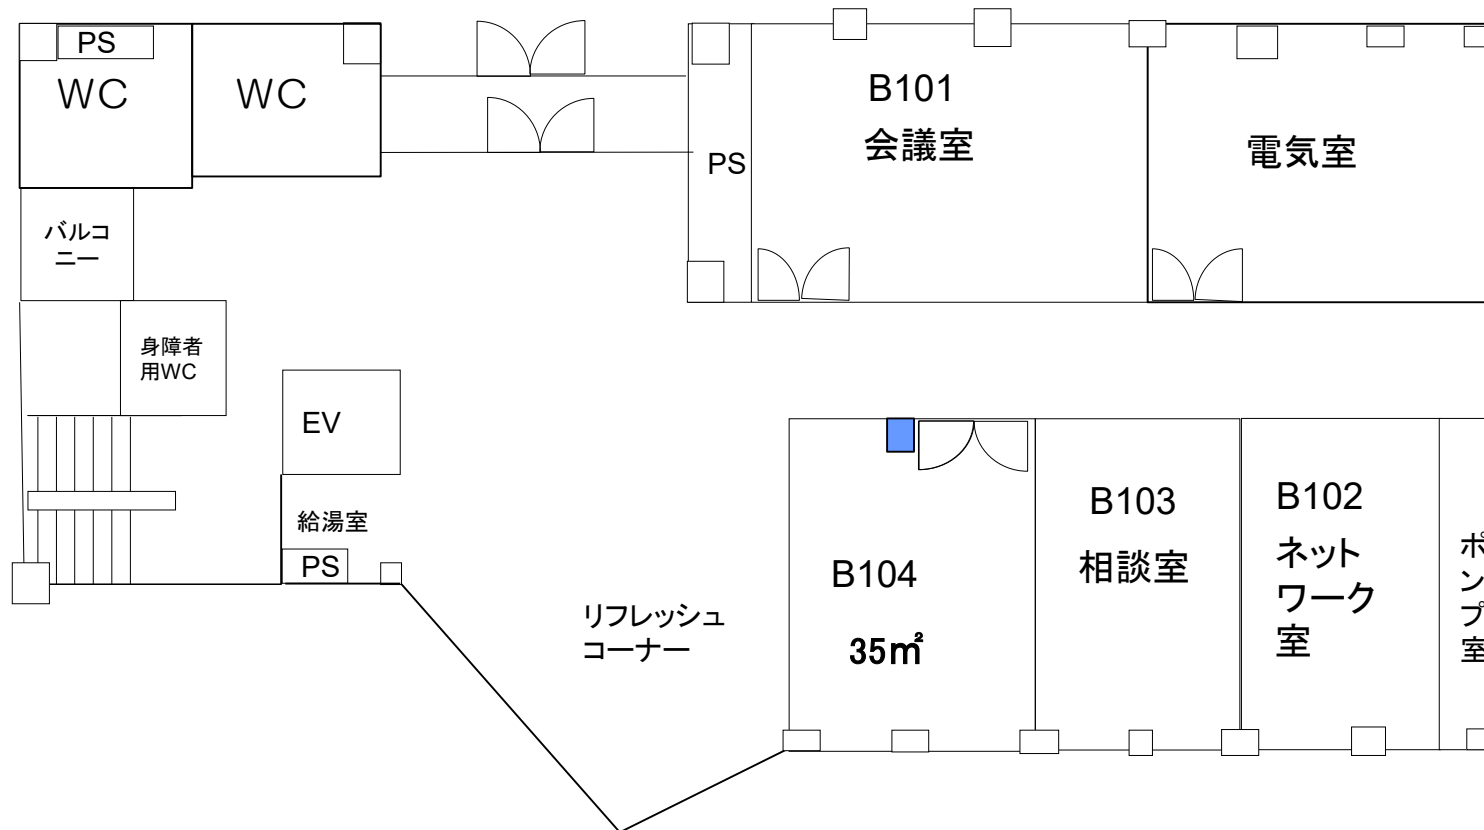 PS
WC
WC
B101
会議室
PS
電気室
バルコ
ニー
身障者
用WC
EV
給湯室
PS
リフレッシュ
コーナー
B104
35㎡
B103
相談室
B102
ネット
ワーク
室
ポ
ン
プ
室